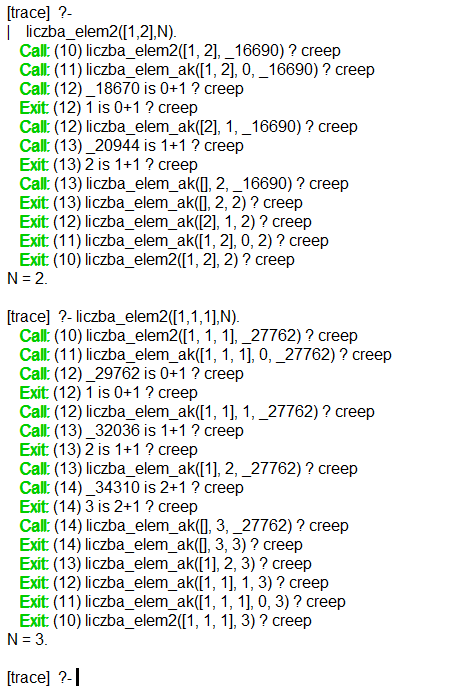 [trace]  ?-
|    liczba_elem2([1,2],N).
Call: (10) liczba_elem2([1, 2], _16690) ? creep
Call: (11) liczba_elem_ak([1, 2], 0, _16690) ? creep
Call: (12) _18670 is 0+1 ? creep
Exit: (12) 1 is 0+1 ? creep
Call: (12) liczba_elem_ak([2], 1, _16690) ? creep
Call: (13) _20944 is 1+1 ? creep
Exit: (13) 2 is 1+1 ? creep
Call: (13) liczba_elem_ak([], 2, _16690) ? creep
Exit: (13) liczba_elem_ak([], 2, 2) ? creep
Exit: (12) liczba_elem_ak([2], 1, 2) ? creep
Exit: (11) liczba_elem_ak([1, 2], 0, 2) ? creep
Exit: (10) liczba_elem2([1, 2], 2) ? creep
N = 2.
[trace]  ?- liczba_elem2([1,1,1],N).
Call: (10) liczba_elem2([1, 1, 1], _27762) ? creep
Call: (11) liczba_elem_ak([1, 1, 1], 0, _27762) ? creep
Call: (12) _29762 is 0+1 ? creep
Exit: (12) 1 is 0+1 ? creep
Call: (12) liczba_elem_ak([1, 1], 1, _27762) ? creep
Call: (13) _32036 is 1+1 ? creep
Exit: (13) 2 is 1+1 ? creep
Call: (13) liczba_elem_ak([1], 2, _27762) ? creep
Call: (14) _34310 is 2+1 ? creep
Exit: (14) 3 is 2+1 ? creep
Call: (14) liczba_elem_ak([], 3, _27762) ? creep
Exit: (14) liczba_elem_ak([], 3, 3) ? creep
Exit: (13) liczba_elem_ak([1], 2, 3) ? creep
Exit: (12) liczba_elem_ak([1, 1], 1, 3) ? creep
Exit: (11) liczba_elem_ak([1, 1, 1], 0, 3) ? creep
Exit: (10) liczba_elem2([1, 1, 1], 3) ? creep
N = 3.
[trace]  ?-